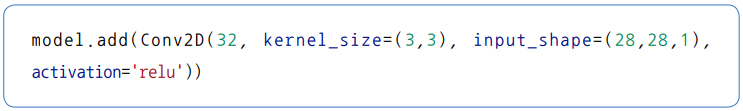 model.add(Conv2D(32, kernel_size=(3,3), input_shape=(28,28,1),
activation='relu'))